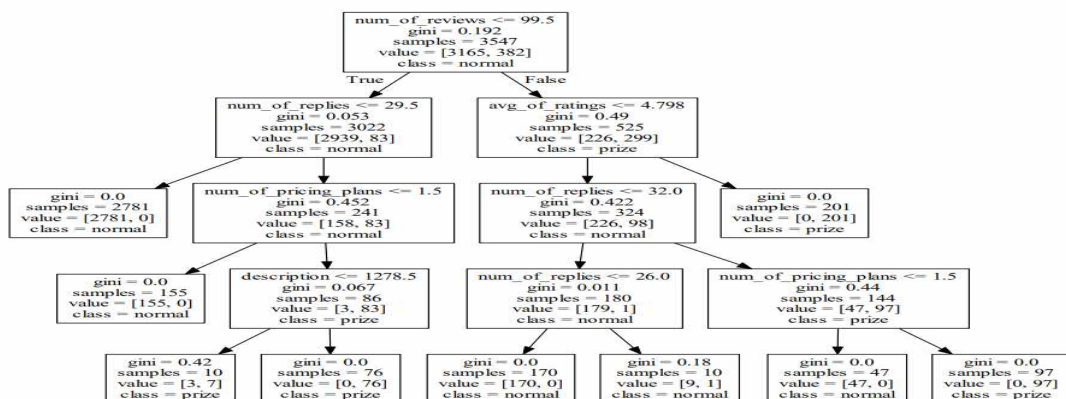 num_of_reviews <= 99.5
gini = 0.192
samples = 3547
value = [3165, 382]
class = normal
True
False
num_of_replies <= 29.5
gini = 0.053
samples = 3022
value = [2939, 83]
class = normal
avg_of_ratings <= 4.798
gini = 0.49
samples = 525
value = [226, 299]
class = prize
gini = 0.0
samples = 2781
value = [2781, 0]
class = normal
num_of_pricing_plans <= 1.5
gini = 0.452
samples = 241
value = [158, 83]
class = normal
num_of_replies <= 32.0
gini = 0.422
samples = 324
value = [226, 98]
class = normal
gini = 0.0
samples = 201
value = [0, 201]
class = prize
gini = 0.0
samples = 155
value = [155, 0]
class = normal
description <= 1278.5
gini = 0.067
samples = 86
value = [3, 83]
class = prize
num_of_replies <= 26.0
gini = 0.011
samples = 180
value = [179, 1]
class = normal
num_of_pricing_plans <= 1.5
gini = 0.44
samples = 144
value = [47, 97]
class = prize
gini = 0.42
samples = 10
value = [3, 7]
class = prize
gini = 0.0
samples = 76
value = [0, 76]
class = prize
gini = 0.0
samples = 170
value = [170, 0]
class = normal
gini = 0.18
samples = 10
value = [9, 1]
class = normal
gini = 0.0
samples = 47
value = [47, 0]
class = normal
gini = 0.0
samples = 97
value = [0, 97]
class = prize